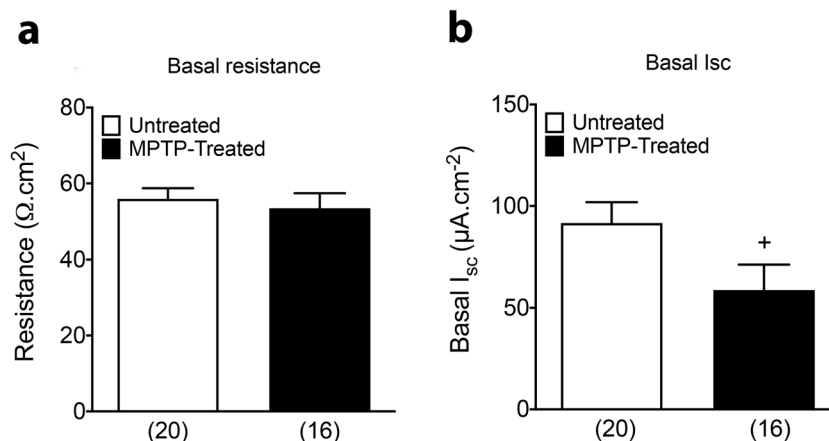 a
Basal resistance
80
60
40
20
0
Resistance (Ω.cm²)
Untreated
MPTP-Treated
(20)
(16)
b
Basal Isc
150
100
50
0
Basal Isc (µA.cm⁻²)
Untreated
MPTP-Treated
+
(20)
(16)